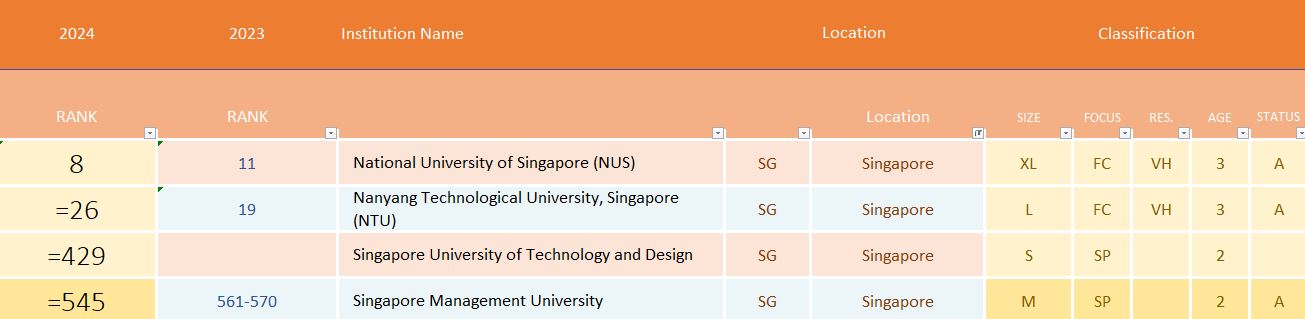 2024 2023 Institution Name Location Classification
RANK RANK Location SIZE FOCUS RES. AGE STATUS
8 11 National University of Singapore (NUS) SG Singapore XL FC VH 3 A
=26 19 Nanyang Technological University, Singapore (NTU) SG Singapore L FC VH 3 A
=429 Singapore University of Technology and Design SG Singapore S SP 2
=545 561-570 Singapore Management University SG Singapore M SP 2 A